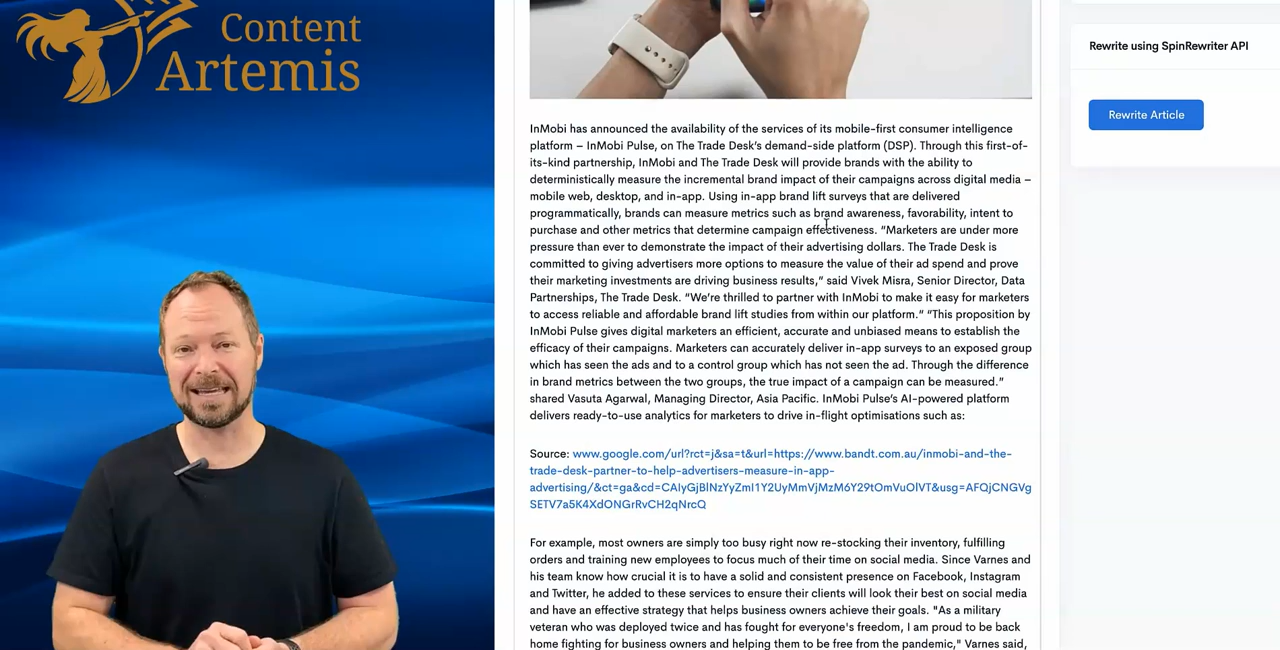 Content
Artemis
Rewrite using SpinRewriter API
Rewrite Article
InMobi has announced the availability of the services of its mobile-first consumer intelligence
platform – InMobi Pulse, on The Trade Desk's demand-side platform (DSP). Through this first-of-
its-kind partnership, InMobi and The Trade Desk will provide brands with the ability to
deterministically measure the incremental brand impact of their campaigns across digital media –
mobile web, desktop, and in-app. Using in-app brand lift surveys that are delivered
programmatically, brands can measure metrics such as brand awareness, favorability, intent to
purchase and other metrics that determine campaign effectiveness. “Marketers are under more
pressure than ever to demonstrate the impact of their advertising dollars. The Trade Desk is
committed to giving advertisers more options to measure the value of their ad spend and prove
their marketing investments are driving business results,” said Vivek Misra, Senior Director, Data
Partnerships, The Trade Desk. “We’re thrilled to partner with InMobi to make it easy for marketers
to access reliable and affordable brand lift studies from within our platform.” “This proposition by
InMobi Pulse gives digital marketers an efficient, accurate and unbiased means to establish the
efficacy of their campaigns. Marketers can accurately deliver in-app surveys to an exposed group
which has seen the ads and to a control group which has not seen the ad. Through the difference
in brand metrics between the two groups, the true impact of a campaign can be measured.”
shared Vasuta Agarwal, Managing Director, Asia Pacific. InMobi Pulse’s AI-powered platform
delivers ready-to-use analytics for marketers to drive in-flight optimisations such as:
Source: www.google.com/url?rct=j&sa=t&url=https://www.bandt.com.au/inmobi-and-the-
trade-desk-partner-to-help-advertisers-measure-in-app-
advertising/&ct=ga&cd=CAIyGjBlNzYyZmI1Y2UyMmVjMzM6Y29tOmVuOlVT&usg=AFQjCNGVg
SETV7a5K4XdONGrRvCH2qNrcQ
For example, most owners are simply too busy right now re-stocking their inventory, fulfilling
orders and training new employees to focus much of their time on social media. Since Varnes and
his team know how crucial it is to have a solid and consistent presence on Facebook, Instagram
and Twitter, he added to these services to ensure their clients will look their best on social media
and have an effective strategy that helps business owners achieve their goals. "As a military
veteran who was deployed twice and has fought for everyone's freedom, I am proud to be back
home fighting for business owners and helping them to be free from the pandemic," Varnes said,